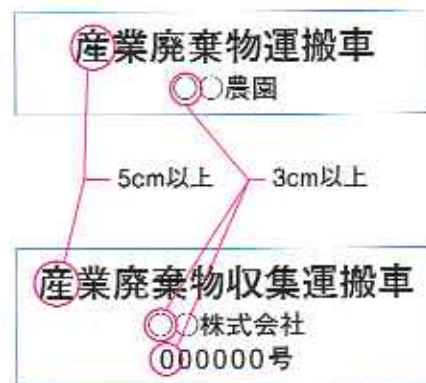 産業廃棄物運搬車
○○農園
5cm以上
3cm以上
産業廃棄物収集運搬車
○○株式会社
000000号